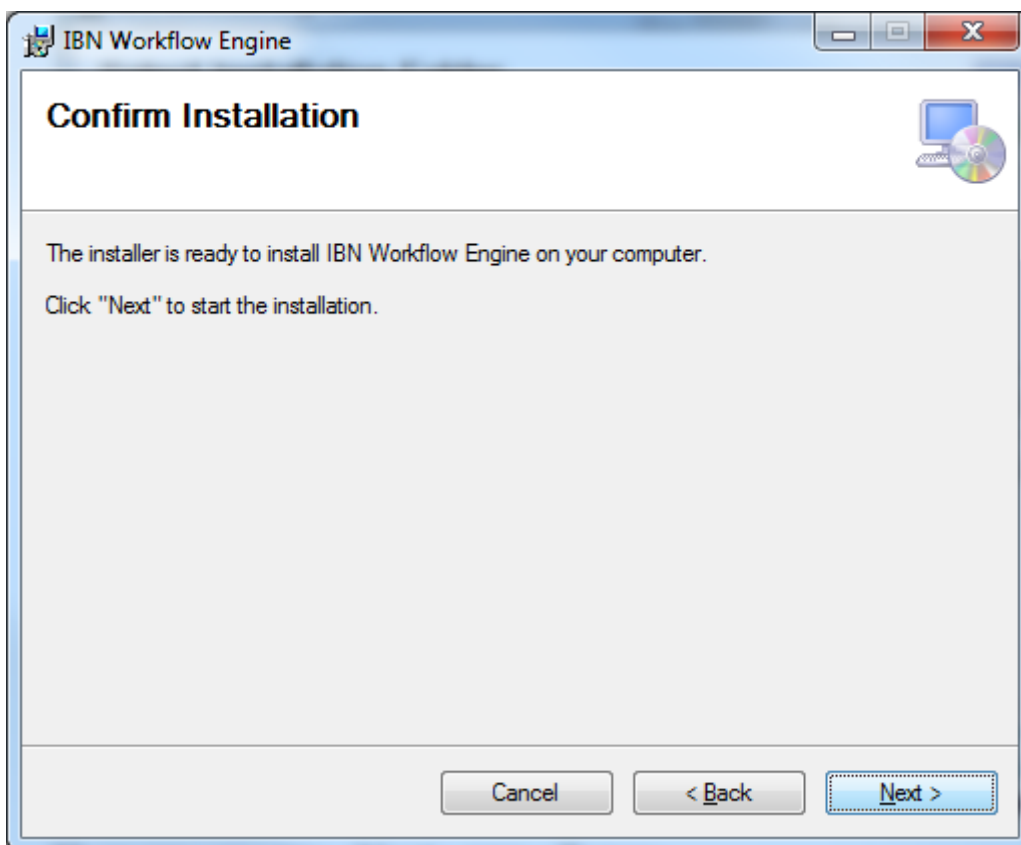 IBN Workflow Engine
Confirm Installation
The installer is ready to install IBN Workflow Engine on your computer.
Click "Next" to start the installation.
Cancel
< Back
Next >